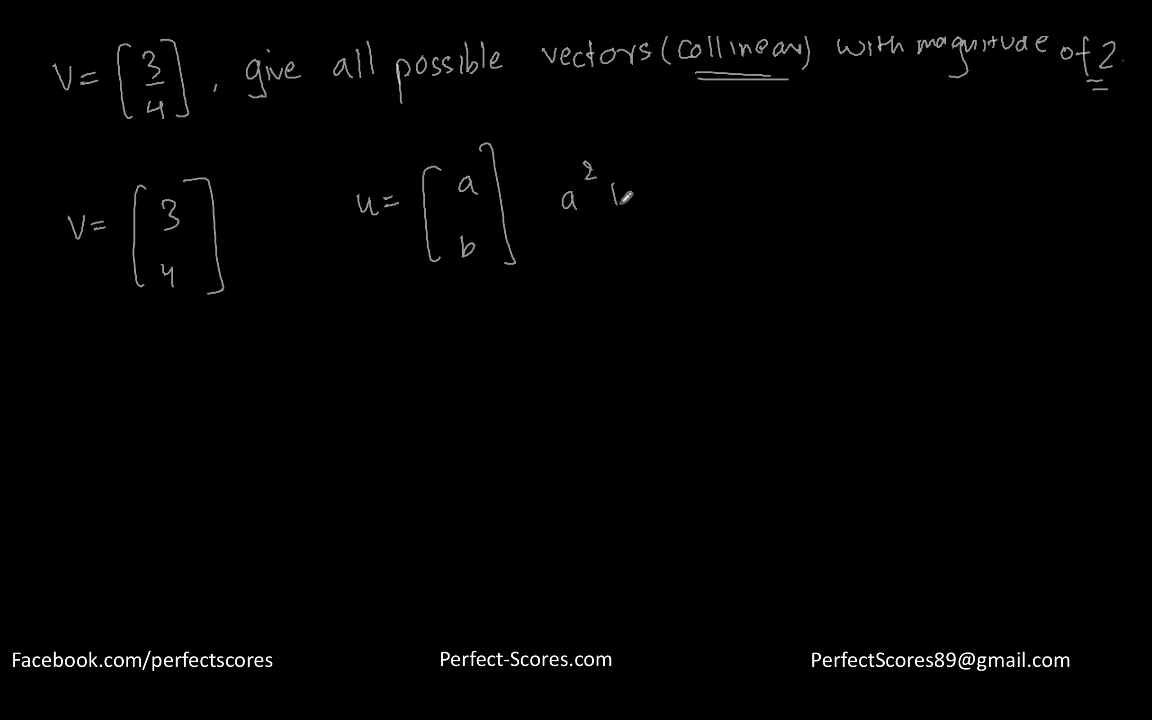 V = [3 4], give all possible vectors (collinear) with magnitude of 2.
V = [3 4] u = [a b] a²
Facebook.com/perfectscores Perfect-Scores.com PerfectScores89@gmail.com